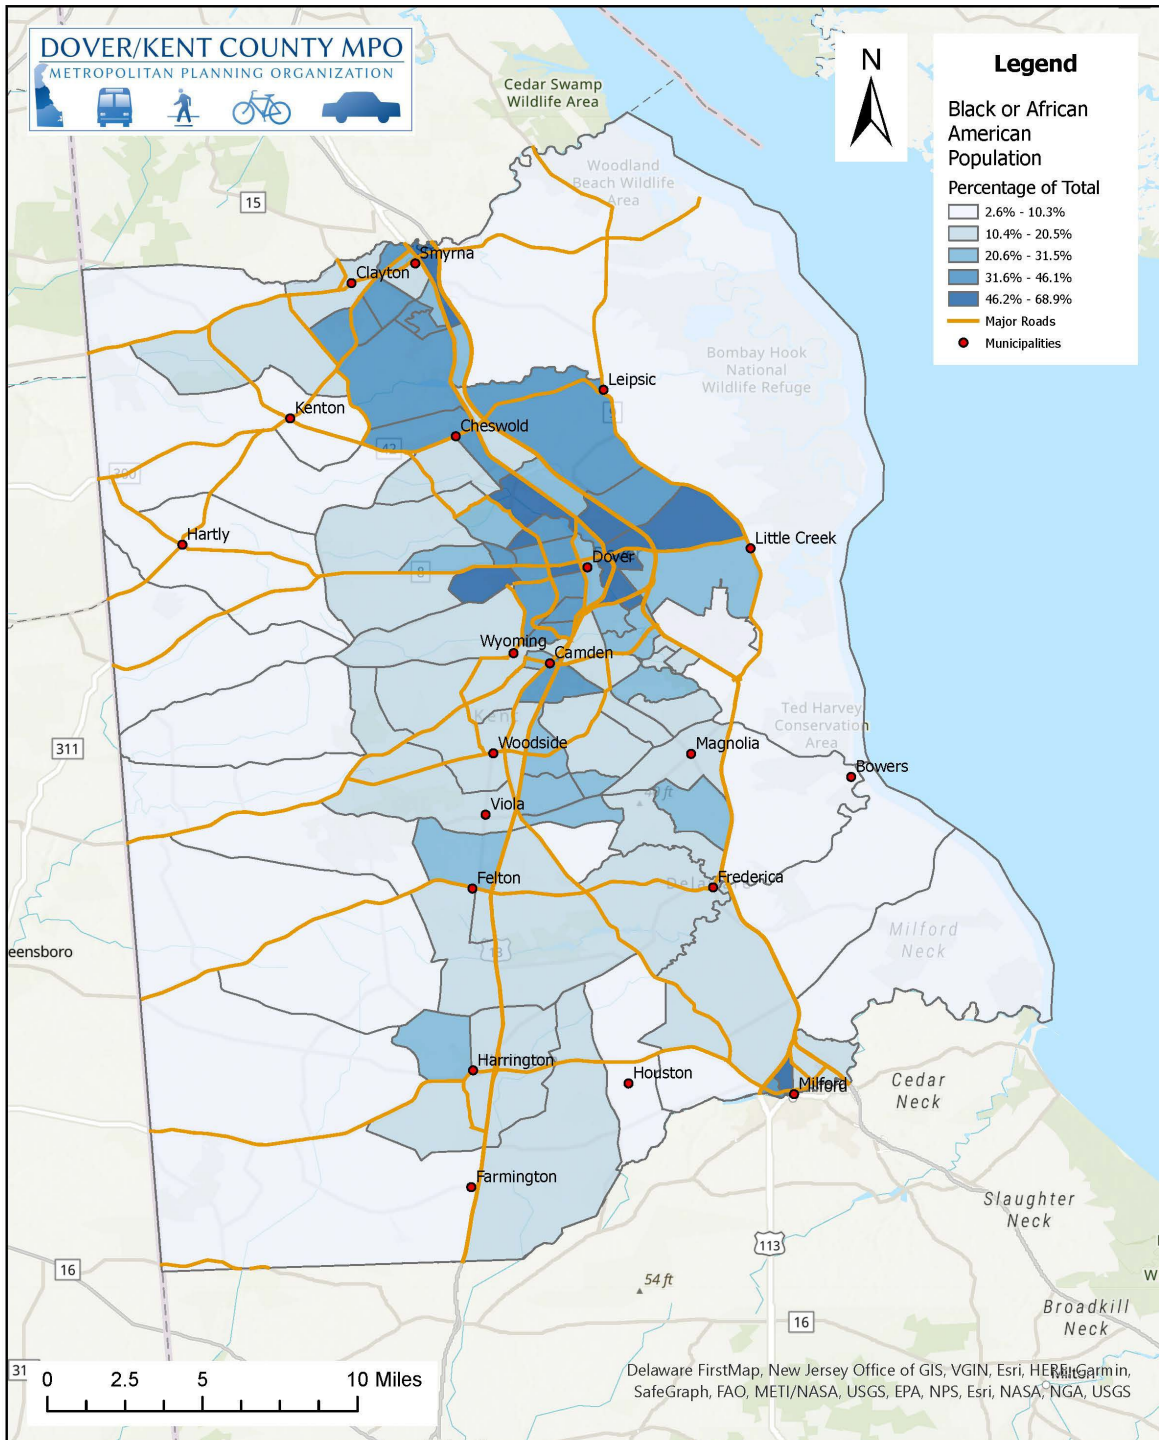 DOVER/KENT COUNTY MPO
METROPOLITAN PLANNING ORGANIZATION
Cedar Swamp
Wildlife Area
N
Legend
Black or African
American
Population
Percentage of Total
2.6% - 10.3%
10.4% - 20.5%
20.6% - 31.5%
31.6% - 46.1%
46.2% - 68.9%
Major Roads
Municipalities
Woodland
Beach Wildlife
Area
15
Smyrna
Clayton
Bombay Hook
National
Wildlife Refuge
Leipsic
9
Kenton
Cheswold
42
300
Hartly
Little Creek
Dover
8
Wyoming
Camden
Kent
Ted Harvey
Conservation
Area
311
Woodside
Magnolia
Bowers
Viola
Felton
Frederica
Milford
Neck
eensboro
13
Harrington
Houston
Milford
Cedar
Neck
Farmington
Slaughter
Neck
113
16
54 ft
Broadkill
Neck
16
W
31
0 2.5 5 10 Miles
Delaware FirstMap, New Jersey Office of GIS, VGIN, Esri, HERE, Garmin,
SafeGraph, FAO, METI/NASA, USGS, EPA, NPS, Esri, NASA, NGA, USGS